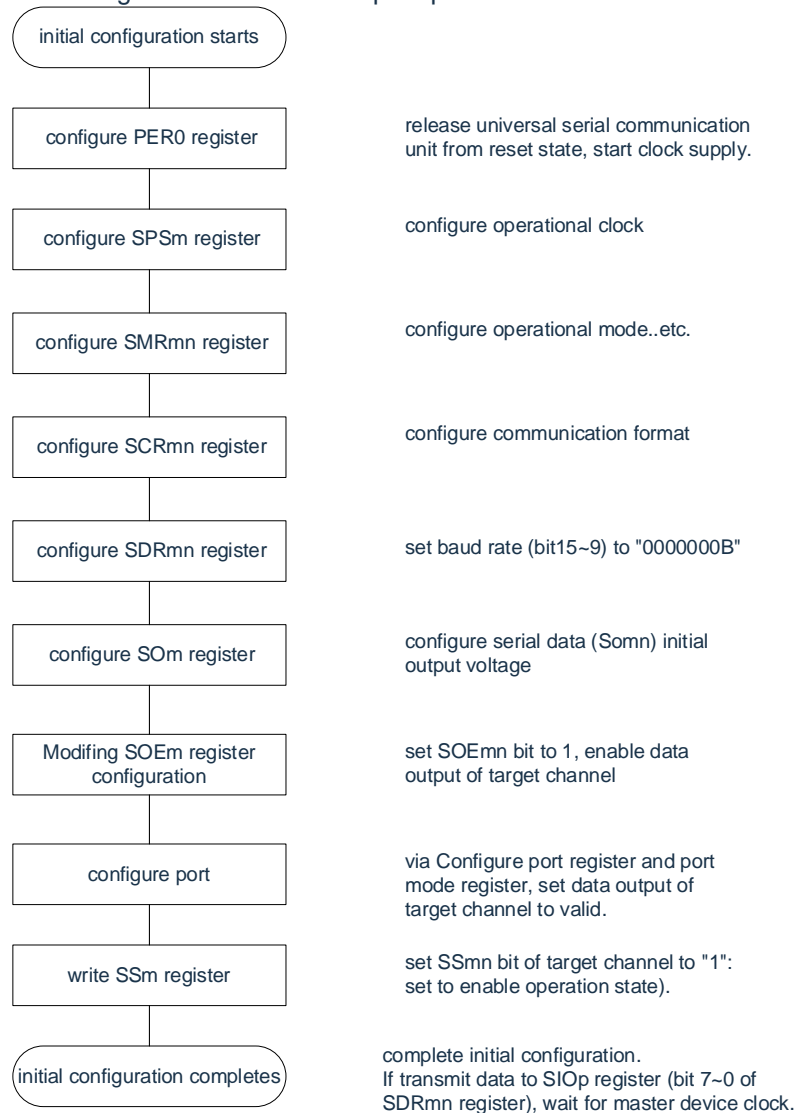 initial configuration starts
configure PER0 register
release universal serial communication
unit from reset state, start clock supply.
configure SPSm register
configure operational clock
configure SMRmn register
configure operational mode..etc.
configure SCRmn register
configure communication format
configure SDRmn register
set baud rate (bit15~9) to "0000000B"
configure SOm register
configure serial data (Somn) initial
output voltage
Modifing SOEm register
configuration
set SOEmn bit to 1, enable data
output of target channel
configure port
via Configure port register and port
mode register, set data output of
target channel to valid.
write SSm register
set SSmn bit of target channel to "1":
set to enable operation state).
initial configuration completes
complete initial configuration.
If transmit data to SIOp register (bit 7~0 of
SDRmn register), wait for master device clock.